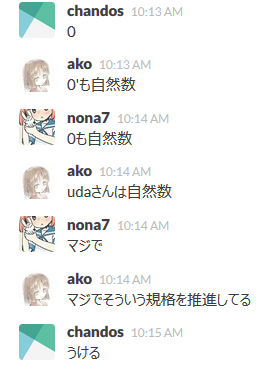 chandos 10:13 AM
0
ako 10:13 AM
0'も自然数
nona7 10:14 AM
0も自然数
ako 10:14 AM
udaさんは自然数
nona7 10:14 AM
マジで
ako 10:14 AM
マジでそういう規格を推進してる
chandos 10:15 AM
うける